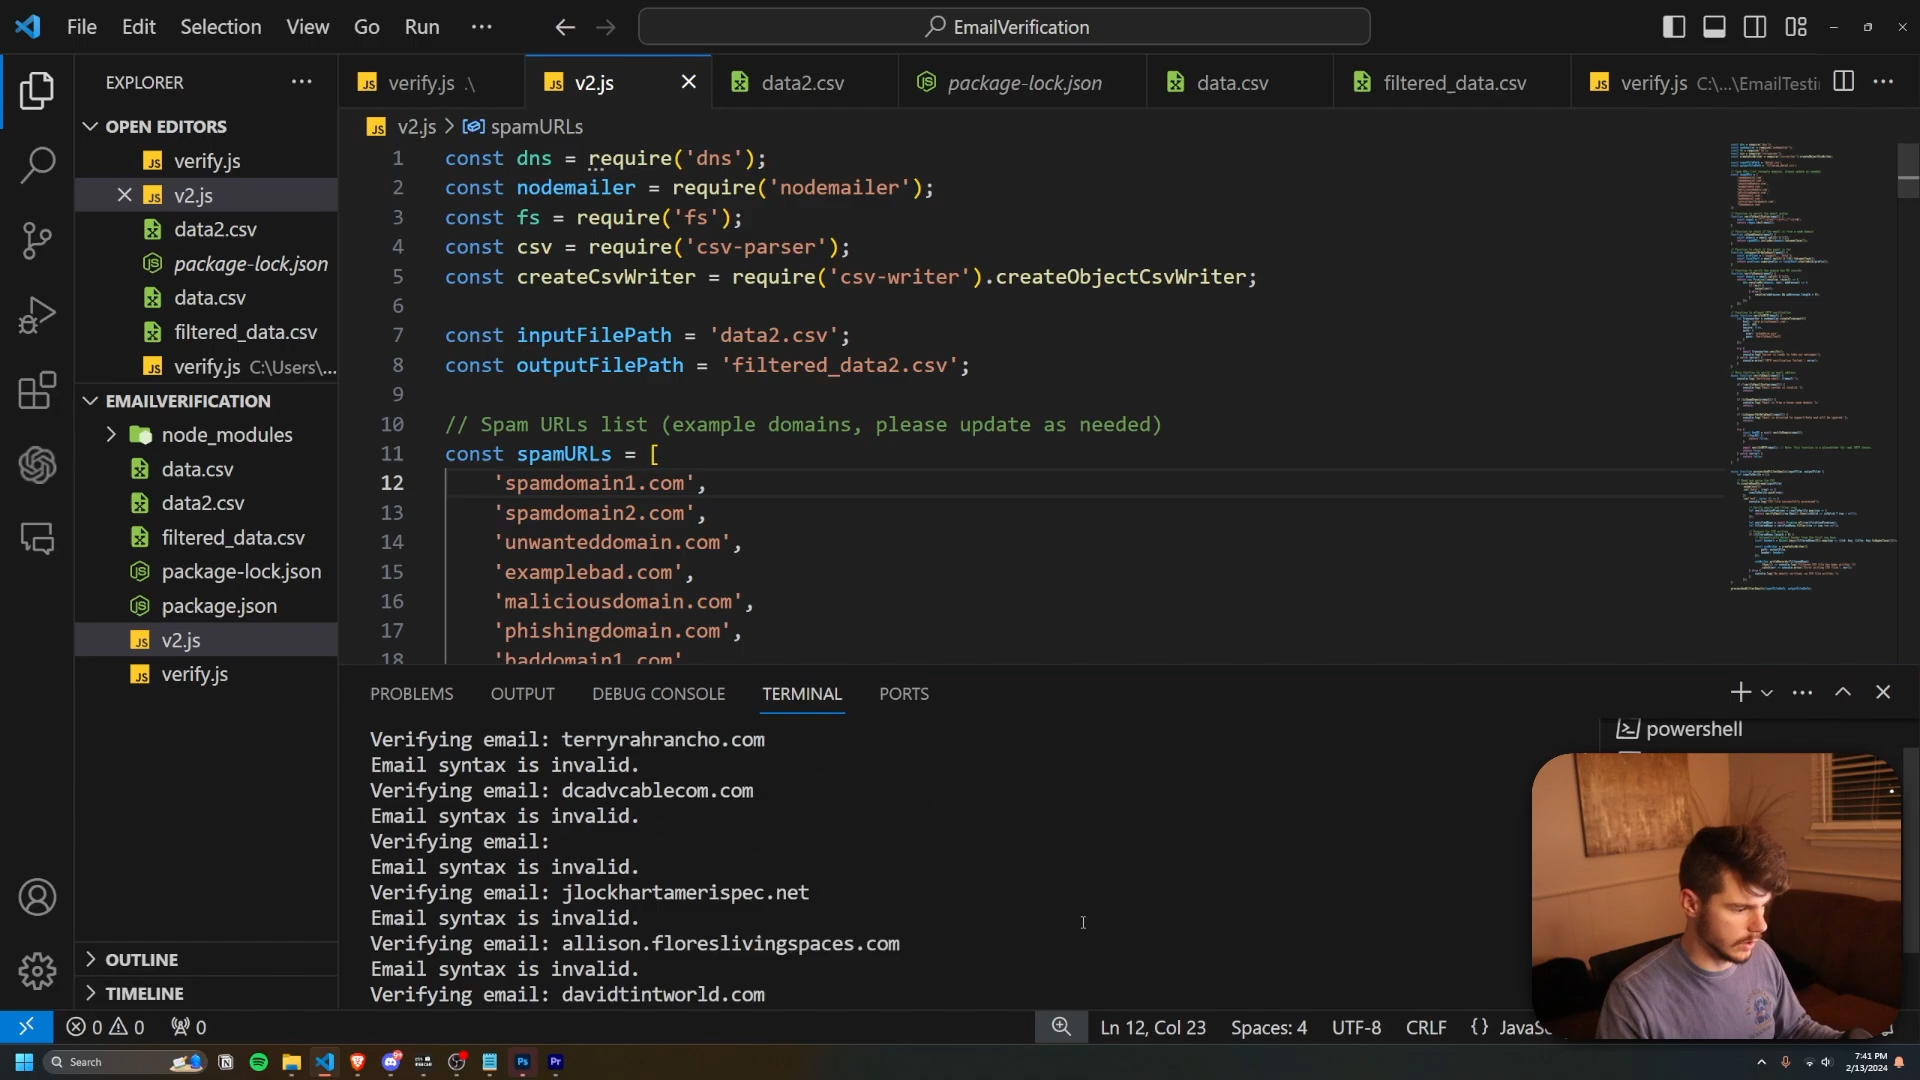 File Edit Selection View Go Run ··· EmailVerification
EXPLORER
OPEN EDITORS
verify.js
v2.js
data2.csv
package-lock.json
data.csv
filtered_data.csv
verify.js C:\Users\...
EMAILVERIFICATION
node_modules
data.csv
data2.csv
filtered_data.csv
package-lock.json
package.json
v2.js
verify.js
OUTLINE
TIMELINE
verify.js .\ v2.js data2.csv package-lock.json data.csv filtered_data.csv verify.js C:\...\EmailTesti
v2.js > spamURLs
1 const dns = require('dns');
2 const nodemailer = require('nodemailer');
3 const fs = require('fs');
4 const csv = require('csv-parser');
5 const createCsvWriter = require('csv-writer').createObjectCsvWriter;
6
7 const inputFilePath = 'data2.csv';
8 const outputFilePath = 'filtered_data2.csv';
9
10 // Spam URLs list (example domains, please update as needed)
11 const spamURLs = [
12 'spamdomain1.com',
13 'spamdomain2.com',
14 'unwanteddomain.com',
15 'examplebad.com',
16 'maliciousdomain.com',
17 'phishingdomain.com',
18 'baddomain1.com'
PROBLEMS OUTPUT DEBUG CONSOLE TERMINAL PORTS
powershell
Verifying email: terryrahrancho.com
Email syntax is invalid.
Verifying email: dcadvcablecom.com
Email syntax is invalid.
Verifying email:
Email syntax is invalid.
Verifying email: jlockhartamerispec.net
Email syntax is invalid.
Verifying email: allison.floreslivingspaces.com
Email syntax is invalid.
Verifying email: davidtintworld.com
0 0 0 Ln 12, Col 23 Spaces: 4 UTF-8 CRLF {} JavaSc
Search 7:41 PM
2/13/2024